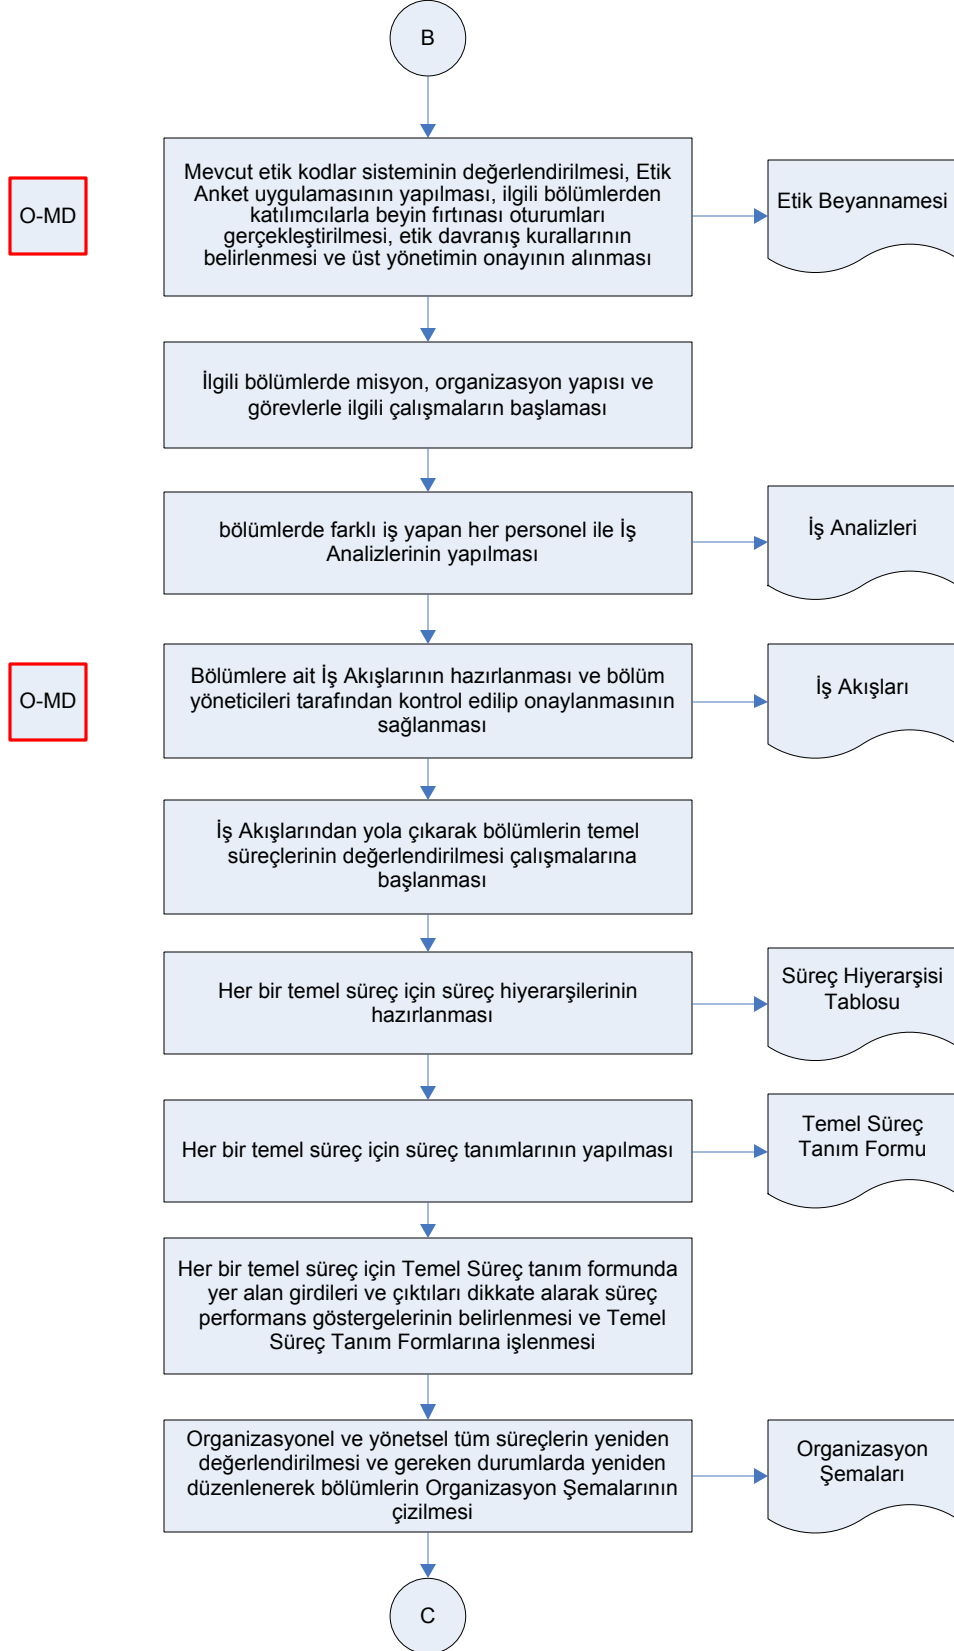 B
Mevcut etik kodlar sisteminin değerlendirilmesi, Etik
Anket uygulamasının yapılması, ilgili bölümlerden
katılımcılarla beyin fırtınası oturumları
gerçekleştirilmesi, etik davranış kurallarının
belirlenmesi ve üst yönetimin onayının alınması
O-MD
Etik Beyannamesi
İlgili bölümlerde misyon, organizasyon yapısı ve
görevlerle ilgili çalışmaların başlaması
bölümlerde farklı iş yapan her personel ile İş
Analizlerinin yapılması
İş Analizleri
O-MD
Bölümlere ait İş Akışlarının hazırlanması ve bölüm
yöneticileri tarafından kontrol edilip onaylanmasının
sağlanması
İş Akışları
İş Akışlarından yola çıkarak bölümlerin temel
süreçlerinin değerlendirilmesi çalışmalarına
başlanması
Her bir temel süreç için süreç hiyerarşilerinin
hazırlanması
Süreç Hiyerarşisi
Tablosu
Her bir temel süreç için süreç tanımlarının yapılması
Temel Süreç
Tanım Formu
Her bir temel süreç için Temel Süreç tanım formunda
yer alan girdileri ve çıktıları dikkate alarak süreç
performans göstergelerinin belirlenmesi ve Temel
Süreç Tanım Formlarına işlenmesi
Organizasyonel ve yönetsel tüm süreçlerin yeniden
değerlendirilmesi ve gereken durumlarda yeniden
düzenlenerek bölümlerin Organizasyon Şemalarının
çizilmesi
Organizasyon
Şemaları
C